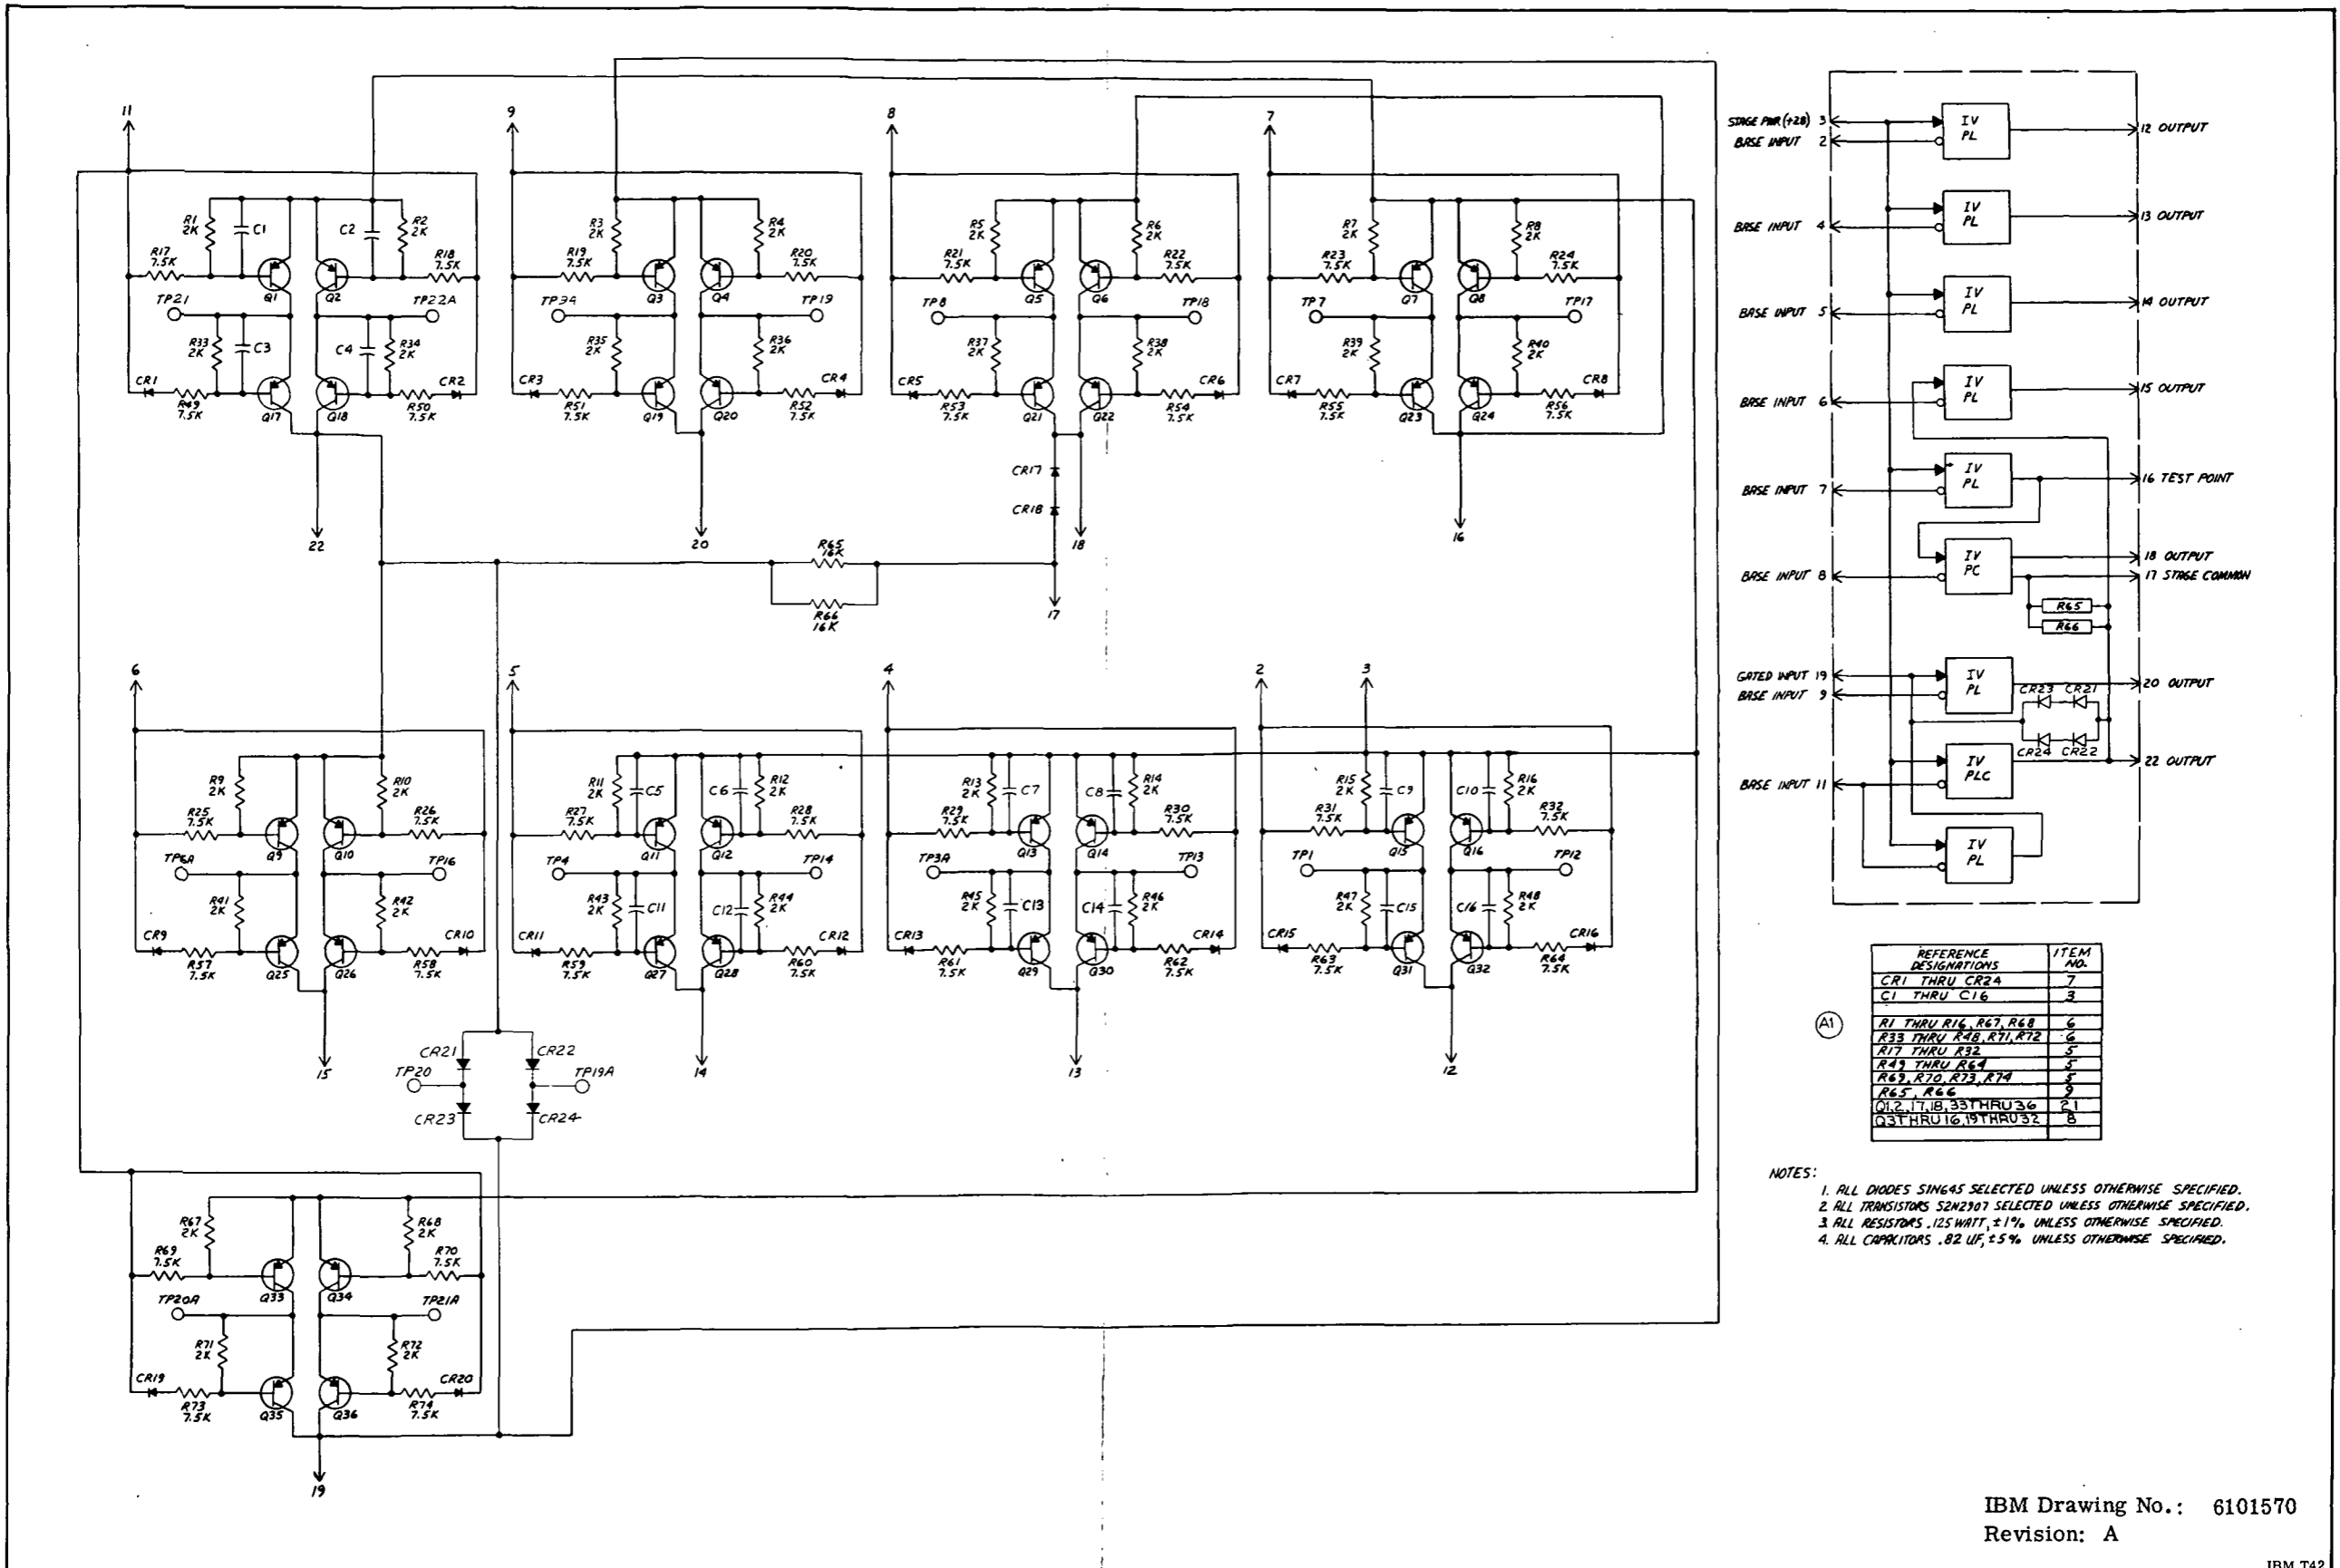 11
9
8
7
R1
2K
C1
C2
R2
2K
R17
7.5K
R18
7.5K
Q1
Q2
TP21
TP22A
R33
2K
C3
C4
R34
2K
CR1
CR2
R49
7.5K
R50
7.5K
Q17
Q18
22
R3
2K
R4
2K
R19
7.5K
R20
7.5K
Q3
Q4
TP9A
TP19
R35
2K
R36
2K
CR3
CR4
R51
7.5K
R52
7.5K
Q19
Q20
20
R5
2K
R6
2K
R21
7.5K
R22
7.5K
Q5
Q6
TP8
TP18
R37
2K
R38
2K
CR5
CR6
R53
7.5K
R54
7.5K
Q21
Q22
CR17
CR18
18
17
R7
2K
R8
2K
R23
7.5K
R24
7.5K
Q7
Q8
TP7
TP17
R39
2K
R40
2K
CR7
CR8
R55
7.5K
R56
7.5K
Q23
Q24
16
R65
16K
R66
16K
6
5
4
2
3
R9
2K
R10
2K
R25
7.5K
R26
7.5K
Q9
Q10
TP6A
TP16
R41
2K
R42
2K
CR9
CR10
R57
7.5K
R58
7.5K
Q25
Q26
15
R11
2K
C5
C6
R12
2K
R27
7.5K
R28
7.5K
Q11
Q12
TP4
TP14
R43
2K
C11
C12
R44
2K
CR11
CR12
R59
7.5K
R60
7.5K
Q27
Q28
14
R13
2K
C7
C8
R14
2K
R29
7.5K
R30
7.5K
Q13
Q14
TP3A
TP13
R45
2K
C13
C14
R46
2K
CR13
CR14
R61
7.5K
R62
7.5K
Q29
Q30
13
R15
2K
C9
C10
R16
2K
R31
7.5K
R32
7.5K
Q15
Q16
TP1
TP12
R47
2K
C15
C16
R48
2K
CR15
CR16
R63
7.5K
R64
7.5K
Q31
Q32
12
CR21
CR22
TP20
TP19A
CR23
CR24
R67
2K
R68
2K
R69
7.5K
R70
7.5K
Q33
Q34
TP20A
TP21A
R71
2K
R72
2K
CR19
CR20
R73
7.5K
R74
7.5K
Q35
Q36
19
STAGE PWR (+28) 3
BASE INPUT 2
IV
PL
12 OUTPUT
BASE INPUT 4
IV
PL
13 OUTPUT
BASE INPUT 5
IV
PL
14 OUTPUT
BASE INPUT 6
IV
PL
15 OUTPUT
BASE INPUT 7
IV
PL
16 TEST POINT
BASE INPUT 8
IV
PC
18 OUTPUT
17 STAGE COMMON
R65
R66
GATED INPUT 19
BASE INPUT 9
IV
PL
20 OUTPUT
CR23 CR21
CR24 CR22
BASE INPUT 11
IV
PLC
22 OUTPUT
IV
PL
A1
REFERENCE DESIGNATIONS ITEM NO.
CR1 THRU CR24 7
C1 THRU C16 3
R1 THRU R16, R67, R68 6
R33 THRU R48, R71, R72 6
R17 THRU R32 5
R49 THRU R64 5
R69, R70, R73, R74 5
R65, R66 9
Q1,2,17,18,33THRU36 21
Q3THRU16,19THRU32 8
NOTES:
1. ALL DIODES S1N645 SELECTED UNLESS OTHERWISE SPECIFIED.
2. ALL TRANSISTORS S2N2907 SELECTED UNLESS OTHERWISE SPECIFIED.
3. ALL RESISTORS .125 WATT, ±1% UNLESS OTHERWISE SPECIFIED.
4. ALL CAPACITORS .82 UF, ±5% UNLESS OTHERWISE SPECIFIED.
IBM Drawing No.: 6101570
Revision: A
IBM T42